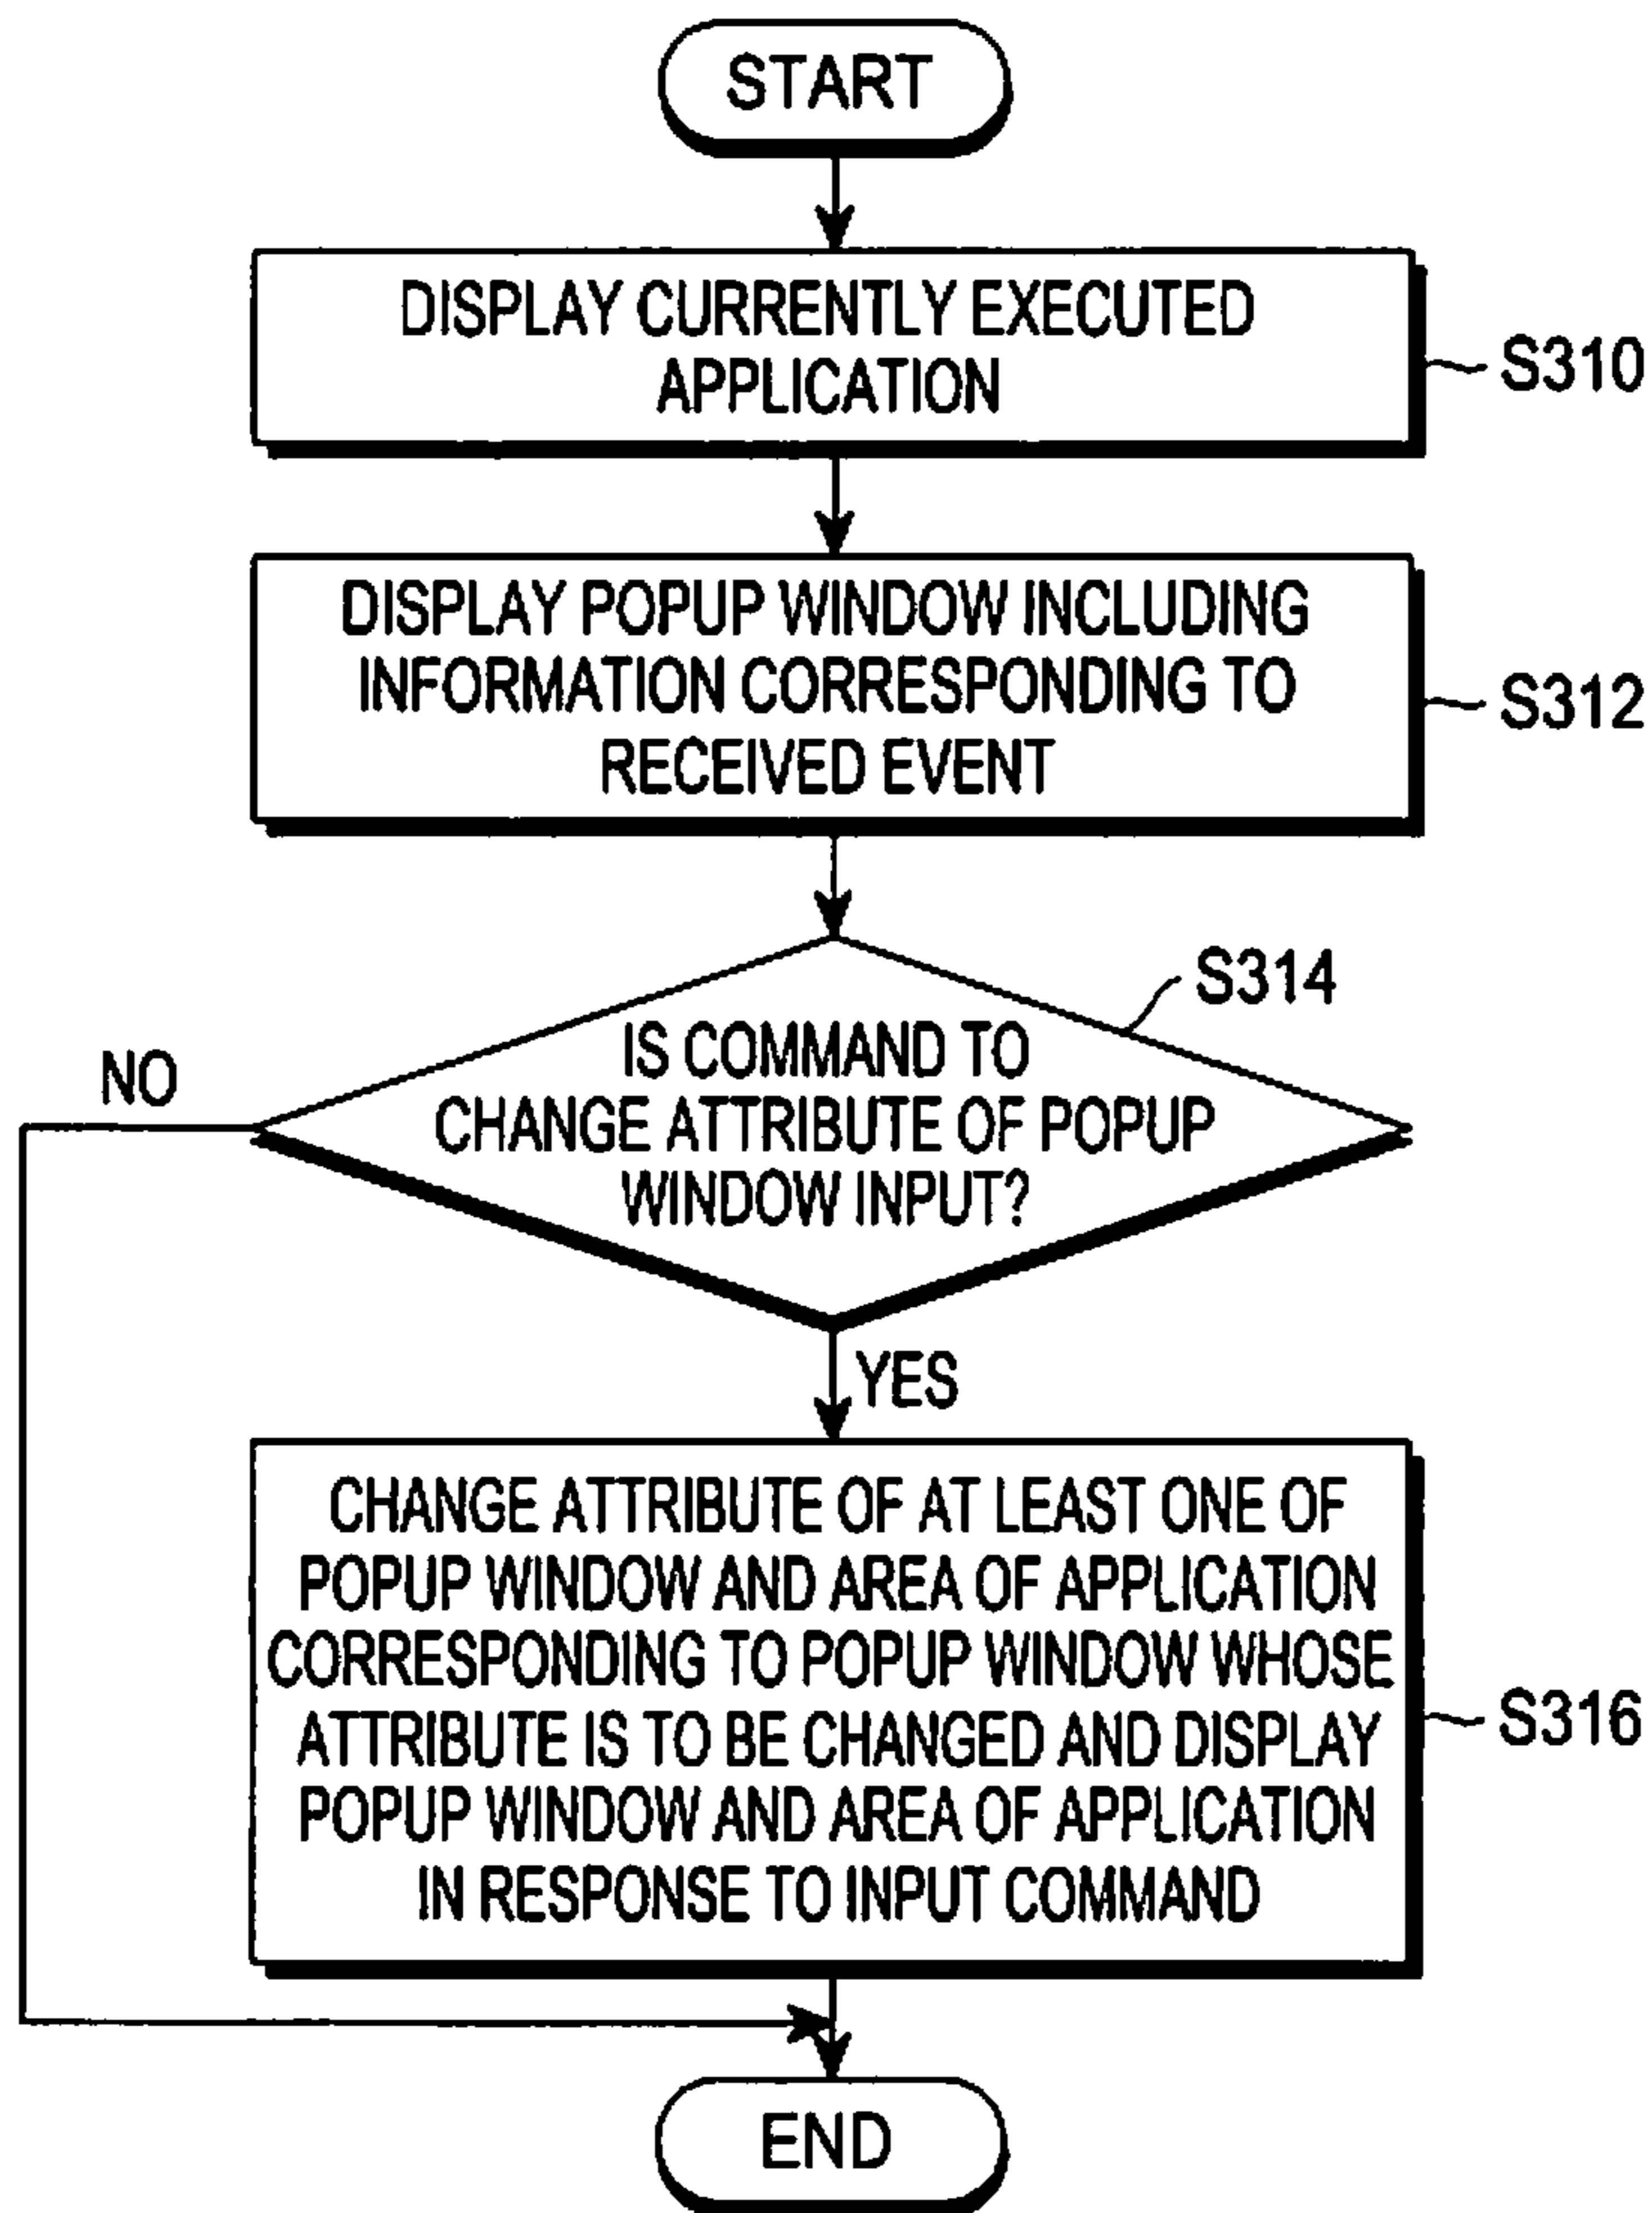 START
DISPLAY CURRENTLY EXECUTED
APPLICATION
S310
DISPLAY POPUP WINDOW INCLUDING
INFORMATION CORRESPONDING TO
RECEIVED EVENT
S312
S314
IS COMMAND TO
CHANGE ATTRIBUTE OF POPUP
WINDOW INPUT?
NO
YES
CHANGE ATTRIBUTE OF AT LEAST ONE OF
POPUP WINDOW AND AREA OF APPLICATION
CORRESPONDING TO POPUP WINDOW WHOSE
ATTRIBUTE IS TO BE CHANGED AND DISPLAY
POPUP WINDOW AND AREA OF APPLICATION
IN RESPONSE TO INPUT COMMAND
S316
END